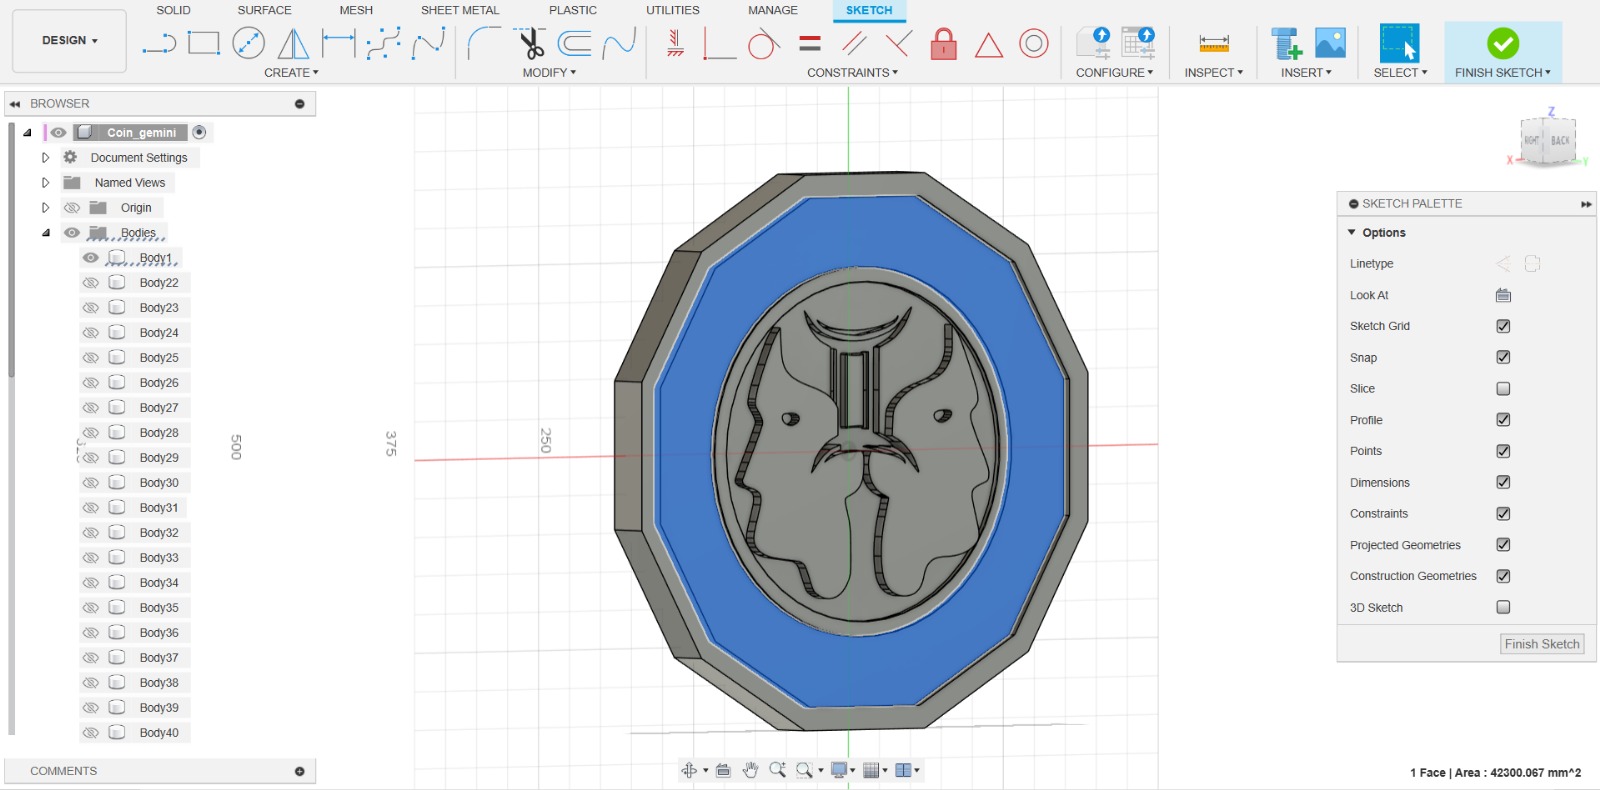 SOLID SURFACE MESH SHEET METAL PLASTIC UTILITIES MANAGE SKETCH
DESIGN
CREATE MODIFY CONSTRAINTS CONFIGURE INSPECT INSERT SELECT FINISH SKETCH
BROWSER
Coin_gemini
Document Settings
Named Views
Origin
Bodies
Body1
Body22
Body23
Body24
Body25
Body26
Body27
Body28
Body29
Body30
Body31
Body32
Body33
Body34
Body35
Body36
Body37
Body38
Body39
Body40
COMMENTS
500
375
250
Z
RIGHT BACK
X
Y
SKETCH PALETTE
Options
Linetype
Look At
Sketch Grid
Snap
Slice
Profile
Points
Dimensions
Constraints
Projected Geometries
Construction Geometries
3D Sketch
Finish Sketch
1 Face | Area : 42300.067 mm^2